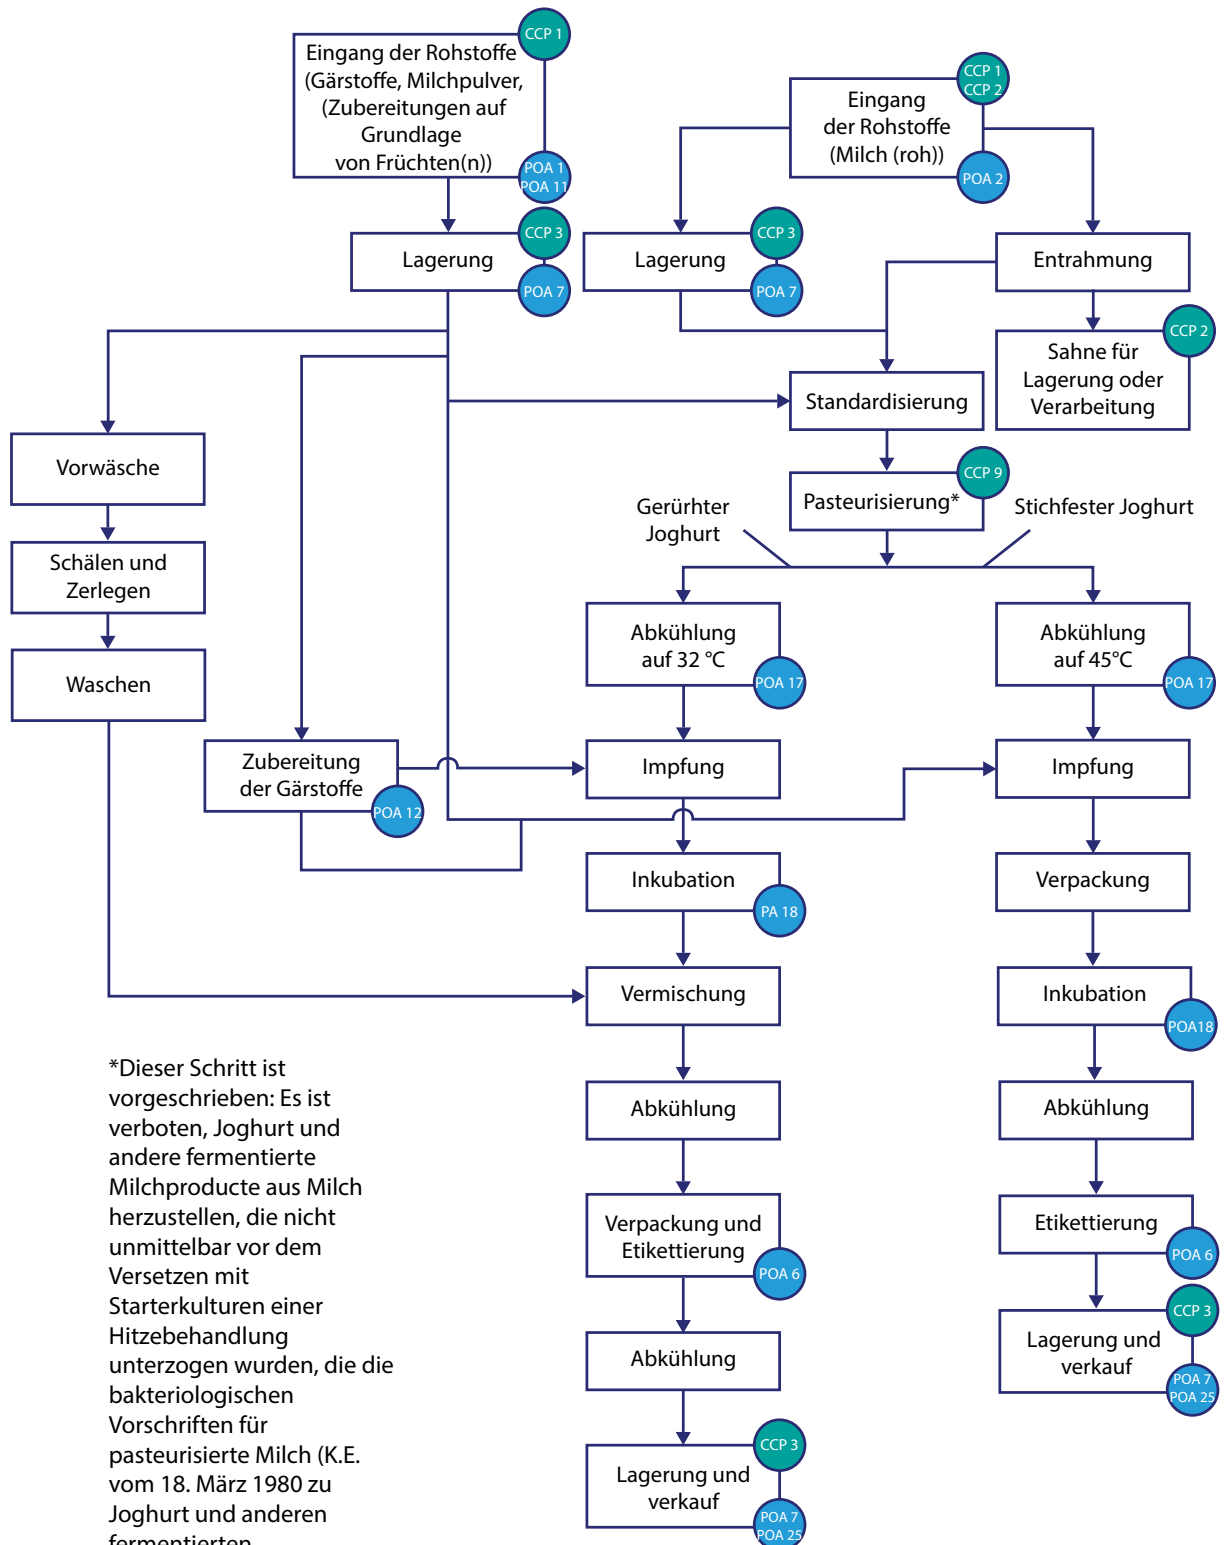 CCP 1
Eingang der Rohstoffe
(Gärstoffe, Milchpulver,
(Zubereitungen auf
Grundlage
von Früchten(n))
POA 1
POA 11
CCP 1
CCP 2
Eingang
der Rohstoffe
(Milch (roh))
POA 2
Lagerung
CCP 3
POA 7
Lagerung
CCP 3
POA 7
Entrahmung
Sahne für
Lagerung oder
Verarbeitung
CCP 2
Standardisierung
Vorwäsche
Pasteurisierung*
CCP 9
Gerürhter
Joghurt
Stichfester Joghurt
Schälen und
Zerlegen
Waschen
Abkühlung
auf 32 °C
POA 17
Abkühlung
auf 45°C
POA 17
Zubereitung
der Gärstoffe
POA 12
Impfung
Impfung
Inkubation
PA 18
Verpackung
Vermischung
Inkubation
POA18
*Dieser Schritt ist
vorgeschrieben: Es ist
verboten, Joghurt und
andere fermentierte
Milchproducte aus Milch
herzustellen, die nicht
unmittelbar vor dem
Versetzen mit
Starterkulturen einer
Hitzebehandlung
unterzogen wurden, die die
bakteriologischen
Vorschriften für
pasteurisierte Milch (K.E.
vom 18. März 1980 zu
Joghurt und anderen
fermentierten
Abkühlung
Abkühlung
Verpackung und
Etikettierung
POA 6
Etikettierung
POA 6
Abkühlung
Lagerung und
verkauf
CCP 3
POA 7
POA 25
Lagerung und
verkauf
CCP 3
POA 7
POA 25